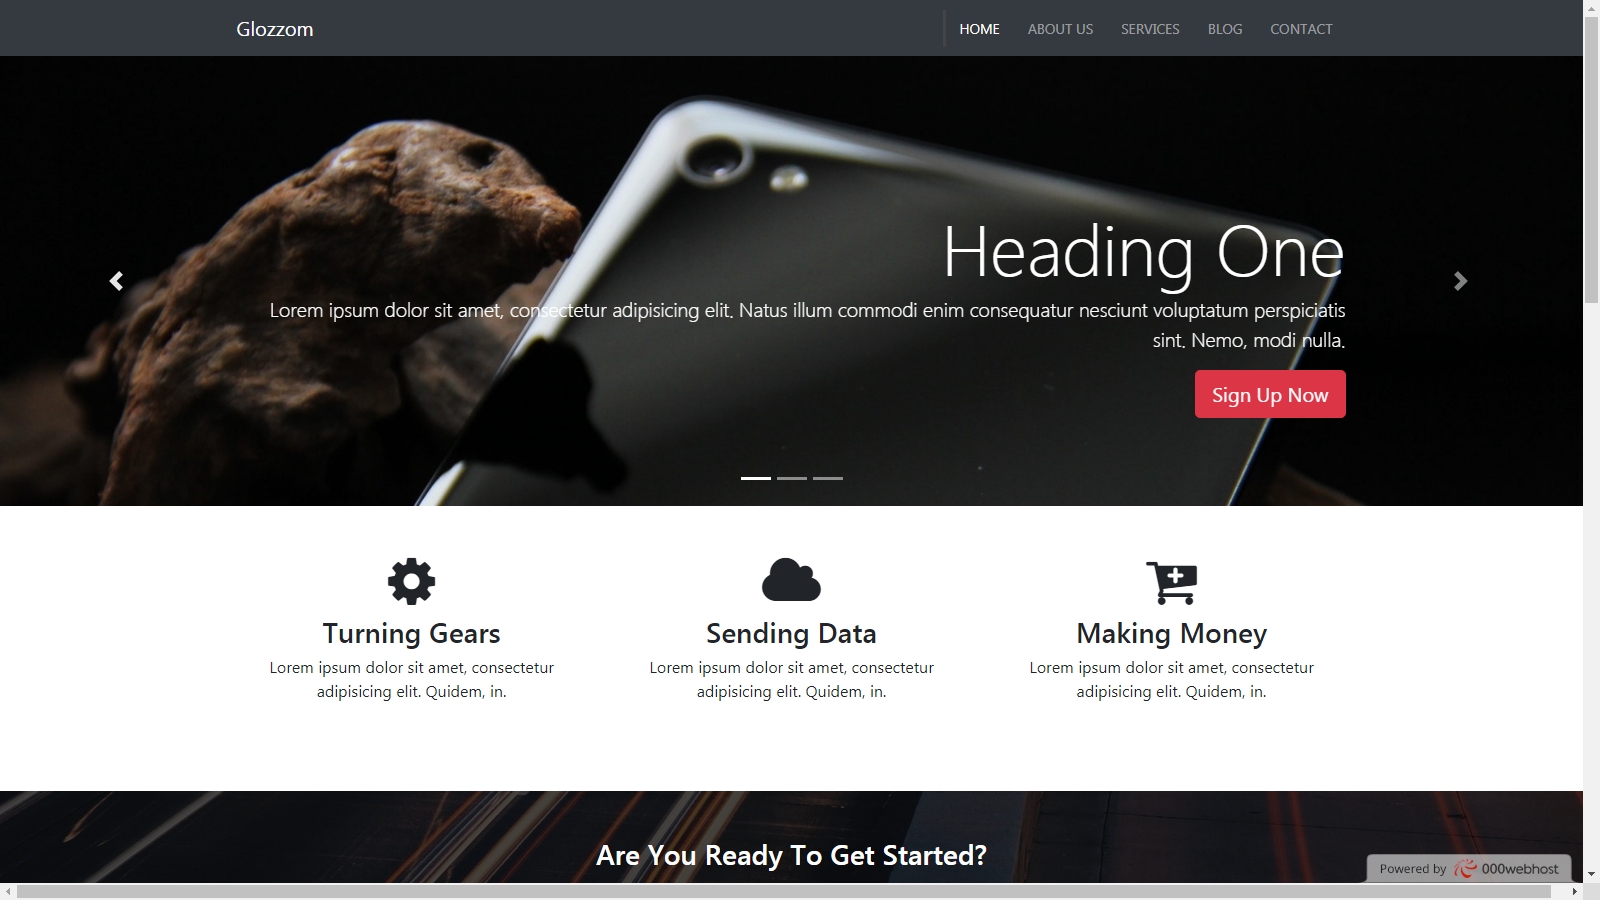 Glozzom
HOME ABOUT US SERVICES BLOG CONTACT
Heading One
Lorem ipsum dolor sit amet, consectetur adipisicing elit. Natus illum commodi enim consequatur nesciunt voluptatum perspiciatis
sint. Nemo, modi nulla.
Sign Up Now
Turning Gears
Lorem ipsum dolor sit amet, consectetur
adipisicing elit. Quidem, in.
Sending Data
Lorem ipsum dolor sit amet, consectetur
adipisicing elit. Quidem, in.
Making Money
Lorem ipsum dolor sit amet, consectetur
adipisicing elit. Quidem, in.
Are You Ready To Get Started?
Powered by 000webhost